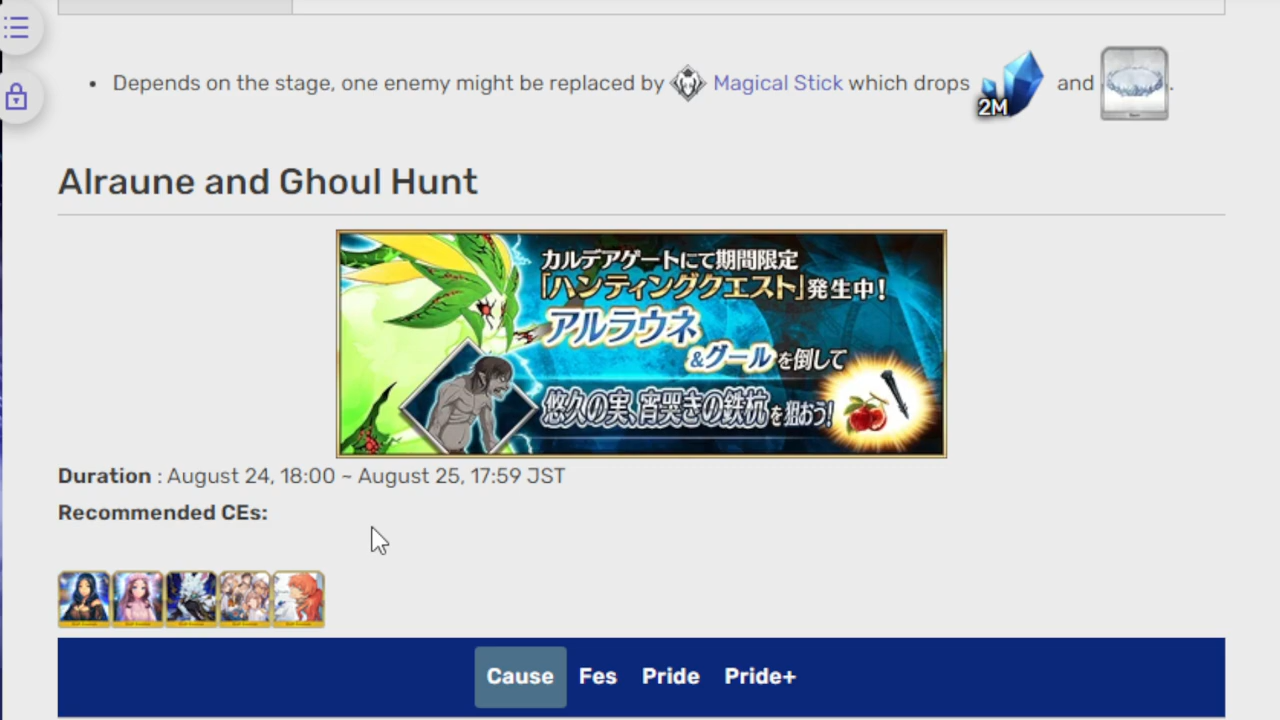 Depends on the stage, one enemy might be replaced by Magical Stick which drops 2M and .
Alraune and Ghoul Hunt
カルデアゲートにて期間限定
「ハンティングクエスト」発生中!
アルラウネ
&グールを倒して
悠久の実、宵哭きの鉄杭を狙おう!
Duration : August 24, 18:00 ~ August 25, 17:59 JST
Recommended CEs:
Cause Fes Pride Pride+